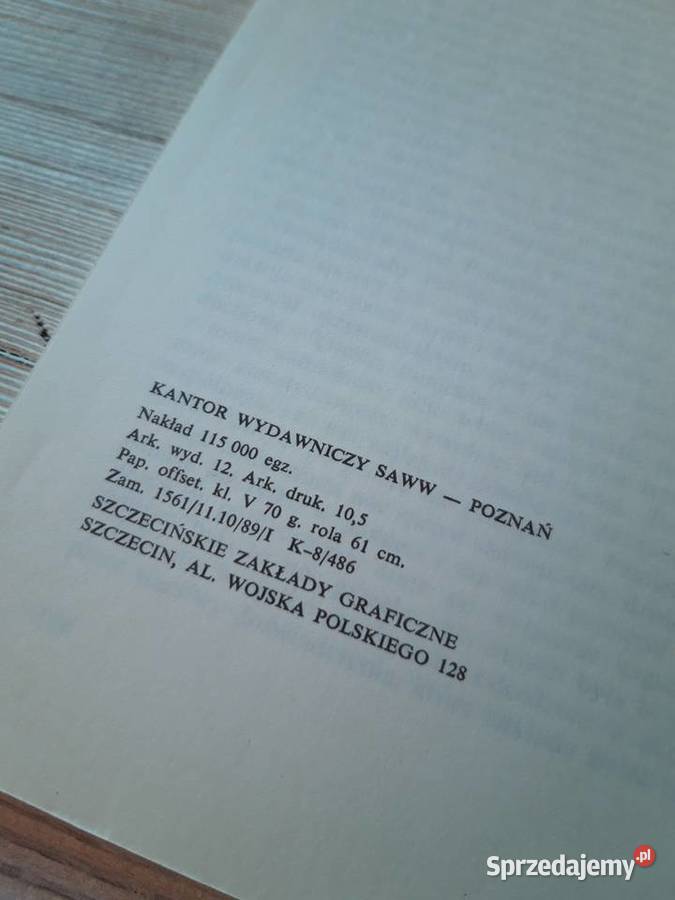 KANTOR WYDAWNICZY SAWW — POZNAŃ
Nakład 115 000 egz.
Ark. wyd. 12. Ark. druk. 10,5
Pap. offset. kl. V 70 g. rola 61 cm.
Zam. 1561/11.10/89/I K–8/486
SZCZECIŃSKIE ZAKŁADY GRAFICZNE
SZCZECIN, AL. WOJSKA POLSKIEGO 128
Sprzedajemy.pl